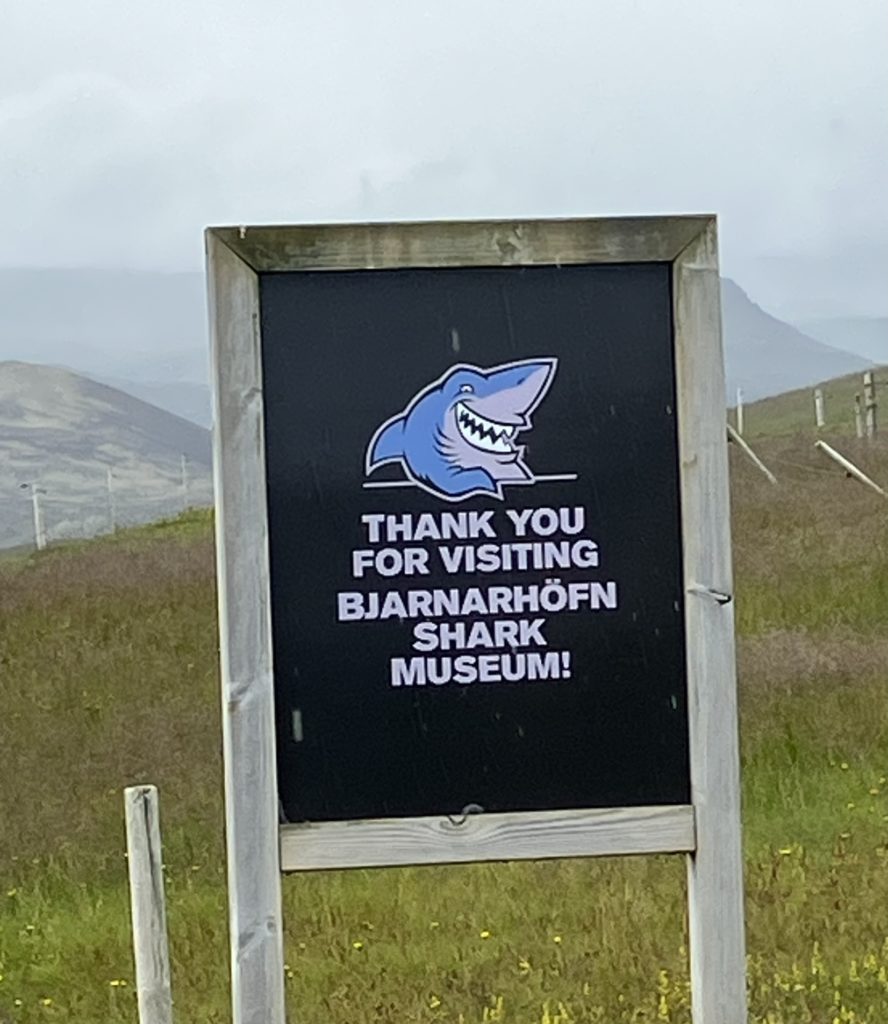 THANK YOU
FOR VISITING
BJARNARHÖFN
SHARK
MUSEUM!